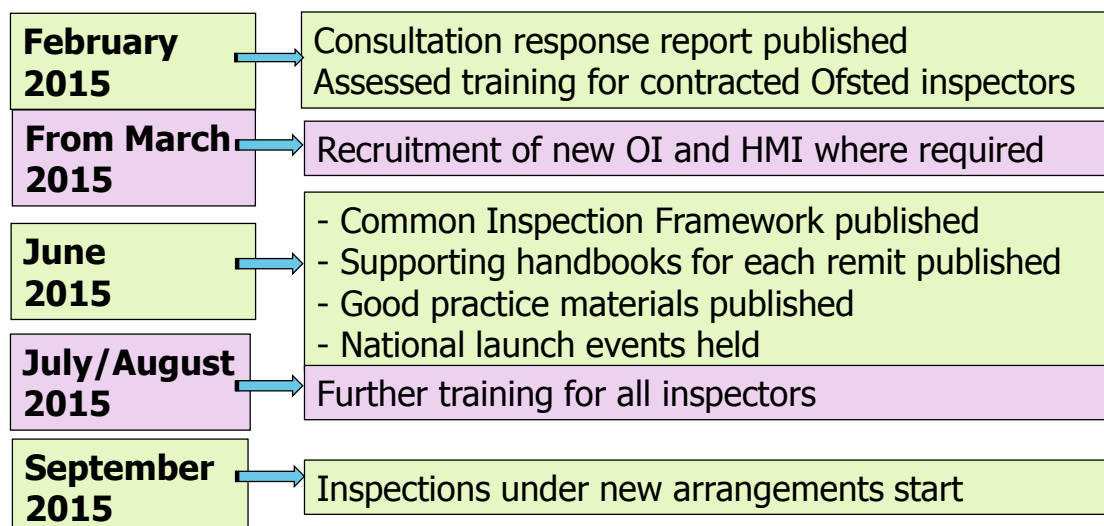 February
2015
Consultation response report published
Assessed training for contracted Ofsted inspectors
From March
2015
Recruitment of new OI and HMI where required
June
2015
- Common Inspection Framework published
- Supporting handbooks for each remit published
- Good practice materials published
- National launch events held
July/August
2015
Further training for all inspectors
September
2015
Inspections under new arrangements start